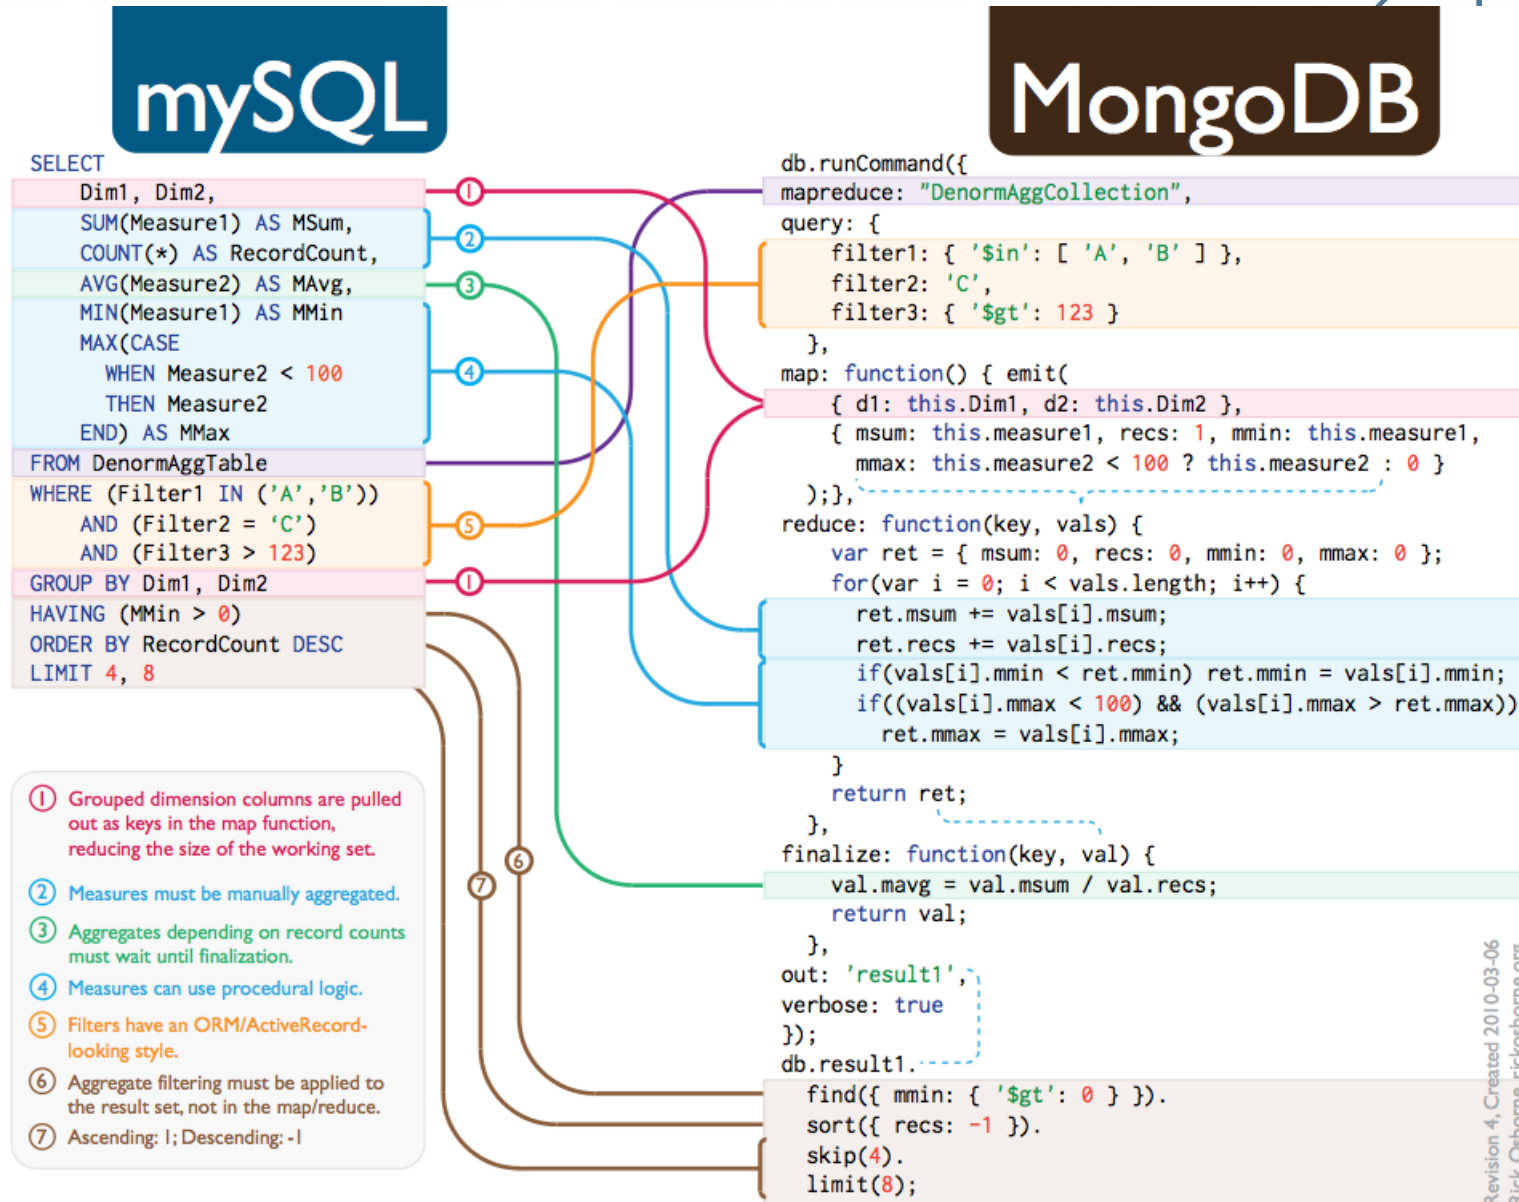 mySQL
SELECT
Dim1, Dim2,
SUM(Measure1) AS MSum,
COUNT(*) AS RecordCount,
AVG(Measure2) AS MAvg,
MIN(Measure1) AS MMin
MAX(CASE
WHEN Measure2 < 100
THEN Measure2
END) AS MMax
FROM DenormAggTable
WHERE (Filter1 IN ('A','B'))
AND (Filter2 = 'C')
AND (Filter3 > 123)
GROUP BY Dim1, Dim2
HAVING (MMin > 0)
ORDER BY RecordCount DESC
LIMIT 4, 8
1
2
3
4
5
1
6
7
1 Grouped dimension columns are pulled
out as keys in the map function,
reducing the size of the working set.
2 Measures must be manually aggregated.
3 Aggregates depending on record counts
must wait until finalization.
4 Measures can use procedural logic.
5 Filters have an ORM/ActiveRecord-
looking style.
6 Aggregate filtering must be applied to
the result set, not in the map/reduce.
7 Ascending: 1; Descending: -1
MongoDB
db.runCommand({
mapreduce: "DenormAggCollection",
query: {
filter1: { '$in': [ 'A', 'B' ] },
filter2: 'C',
filter3: { '$gt': 123 }
},
map: function() { emit(
{ d1: this.Dim1, d2: this.Dim2 },
{ msum: this.measure1, recs: 1, mmin: this.measure1,
mmax: this.measure2 < 100 ? this.measure2 : 0 }
);},
reduce: function(key, vals) {
var ret = { msum: 0, recs: 0, mmin: 0, mmax: 0 };
for(var i = 0; i < vals.length; i++) {
ret.msum += vals[i].msum;
ret.recs += vals[i].recs;
if(vals[i].mmin < ret.mmin) ret.mmin = vals[i].mmin;
if((vals[i].mmax < 100) && (vals[i].mmax > ret.mmax))
ret.mmax = vals[i].mmax;
}
return ret;
},
finalize: function(key, val) {
val.mavg = val.msum / val.recs;
return val;
},
out: 'result1',
verbose: true
});
db.result1.
find({ mmin: { '$gt': 0 } }).
sort({ recs: -1 }).
skip(4).
limit(8);
Revision 4, Created 2010-03-06
Rick Osborne, rickosborne.org